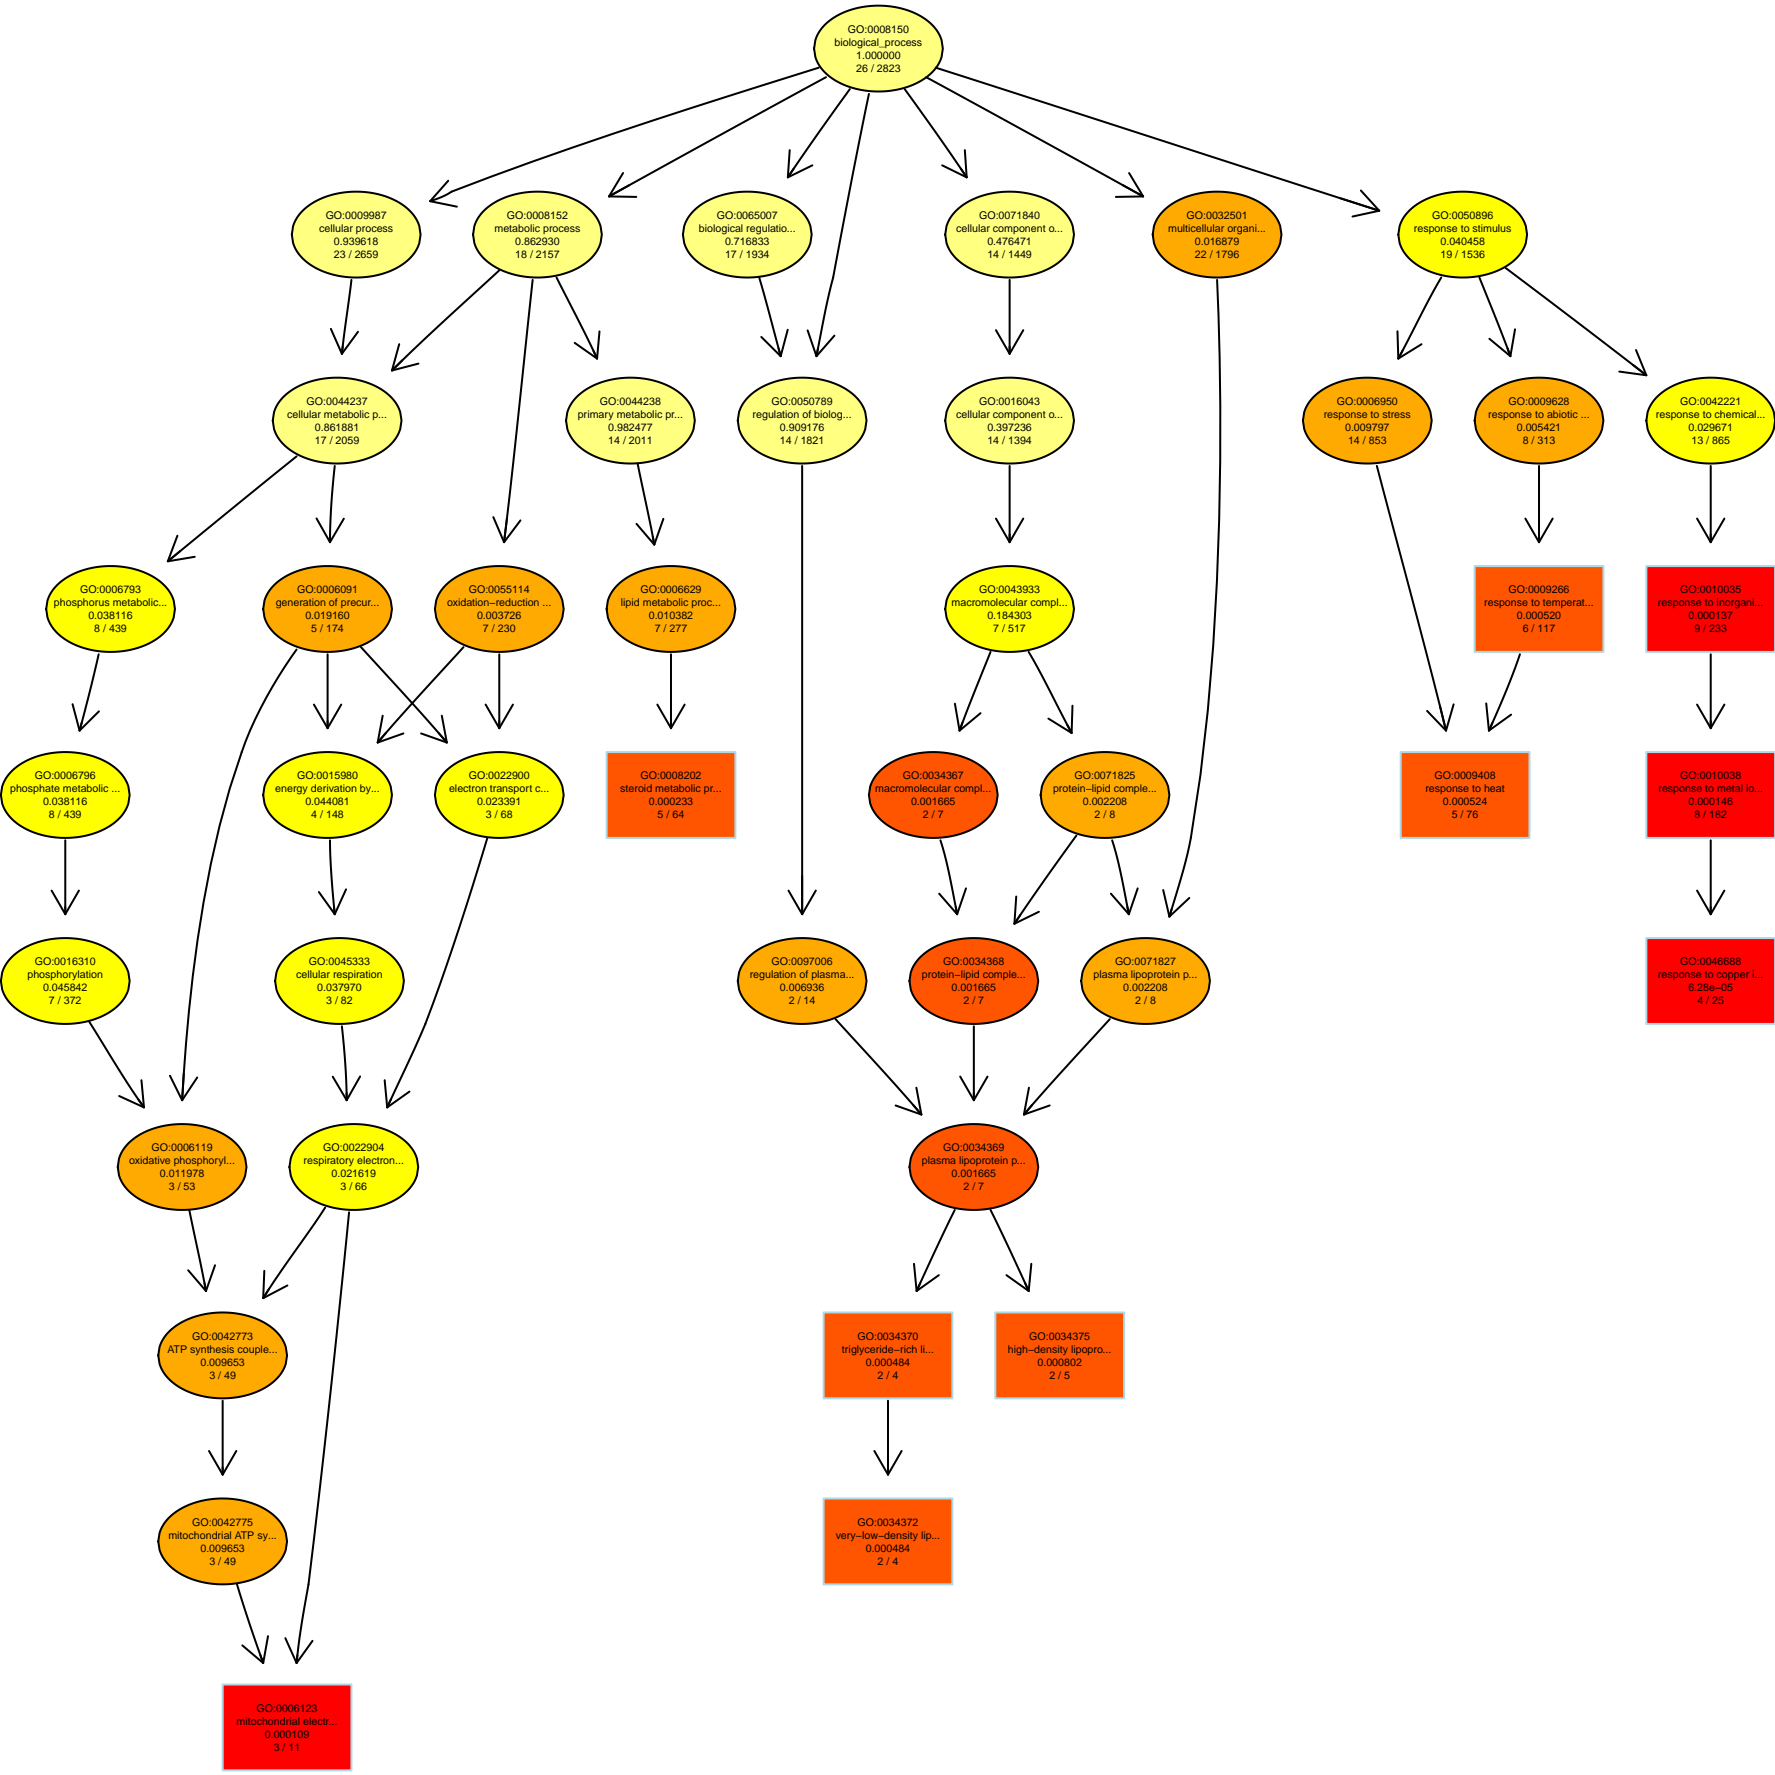 GO:0008150
biological_process
1.000000
26 / 2823
GO:0009987
cellular process
0.939618
23 / 2659
GO:0008152
metabolic process
0.862930
18 / 2157
GO:0065007
biological regulatio...
0.716833
17 / 1934
GO:0071840
cellular component o...
0.476471
14 / 1449
GO:0032501
multicellular organi...
0.016879
22 / 1796
GO:0050896
response to stimulus
0.040458
19 / 1536
GO:0044237
cellular metabolic p...
0.861881
17 / 2059
GO:0044238
primary metabolic pr...
0.982477
14 / 2011
GO:0050789
regulation of biolog...
0.909176
14 / 1821
GO:0016043
cellular component o...
0.397236
14 / 1394
GO:0006950
response to stress
0.009797
14 / 853
GO:0009628
response to abiotic ...
0.005421
8 / 313
GO:0042221
response to chemical...
0.029671
13 / 865
GO:0006793
phosphorus metabolic...
0.038116
8 / 439
GO:0006091
generation of precur...
0.019160
5 / 174
GO:0055114
oxidation−reduction ...
0.003726
7 / 230
GO:0006629
lipid metabolic proc...
0.010382
7 / 277
GO:0043933
macromolecular compl...
0.184303
7 / 517
GO:0009266
response to temperat...
0.000520
6 / 117
GO:0010035
response to inorgani...
0.000137
9 / 233
GO:0006796
phosphate metabolic ...
0.038116
8 / 439
GO:0015980
energy derivation by...
0.044081
4 / 148
GO:0022900
electron transport c...
0.023391
3 / 68
GO:0008202
steroid metabolic pr...
0.000233
5 / 64
GO:0034367
macromolecular compl...
0.001665
2 / 7
GO:0071825
protein−lipid comple...
0.002208
2 / 8
GO:0009408
response to heat
0.000524
5 / 76
GO:0010038
response to metal io...
0.000146
8 / 182
GO:0016310
phosphorylation
0.045842
7 / 372
GO:0045333
cellular respiration
0.037970
3 / 82
GO:0097006
regulation of plasma...
0.006936
2 / 14
GO:0034368
protein−lipid comple...
0.001665
2 / 7
GO:0071827
plasma lipoprotein p...
0.002208
2 / 8
GO:0046688
response to copper i...
6.28e−05
4 / 25
GO:0006119
oxidative phosphoryl...
0.011978
3 / 53
GO:0022904
respiratory electron...
0.021619
3 / 66
GO:0034369
plasma lipoprotein p...
0.001665
2 / 7
GO:0042773
ATP synthesis couple...
0.009653
3 / 49
GO:0034370
triglyceride−rich li...
0.000484
2 / 4
GO:0034375
high−density lipopro...
0.000802
2 / 5
GO:0042775
mitochondrial ATP sy...
0.009653
3 / 49
GO:0034372
very−low−density lip...
0.000484
2 / 4
GO:0006123
mitochondrial electr...
0.000109
3 / 11